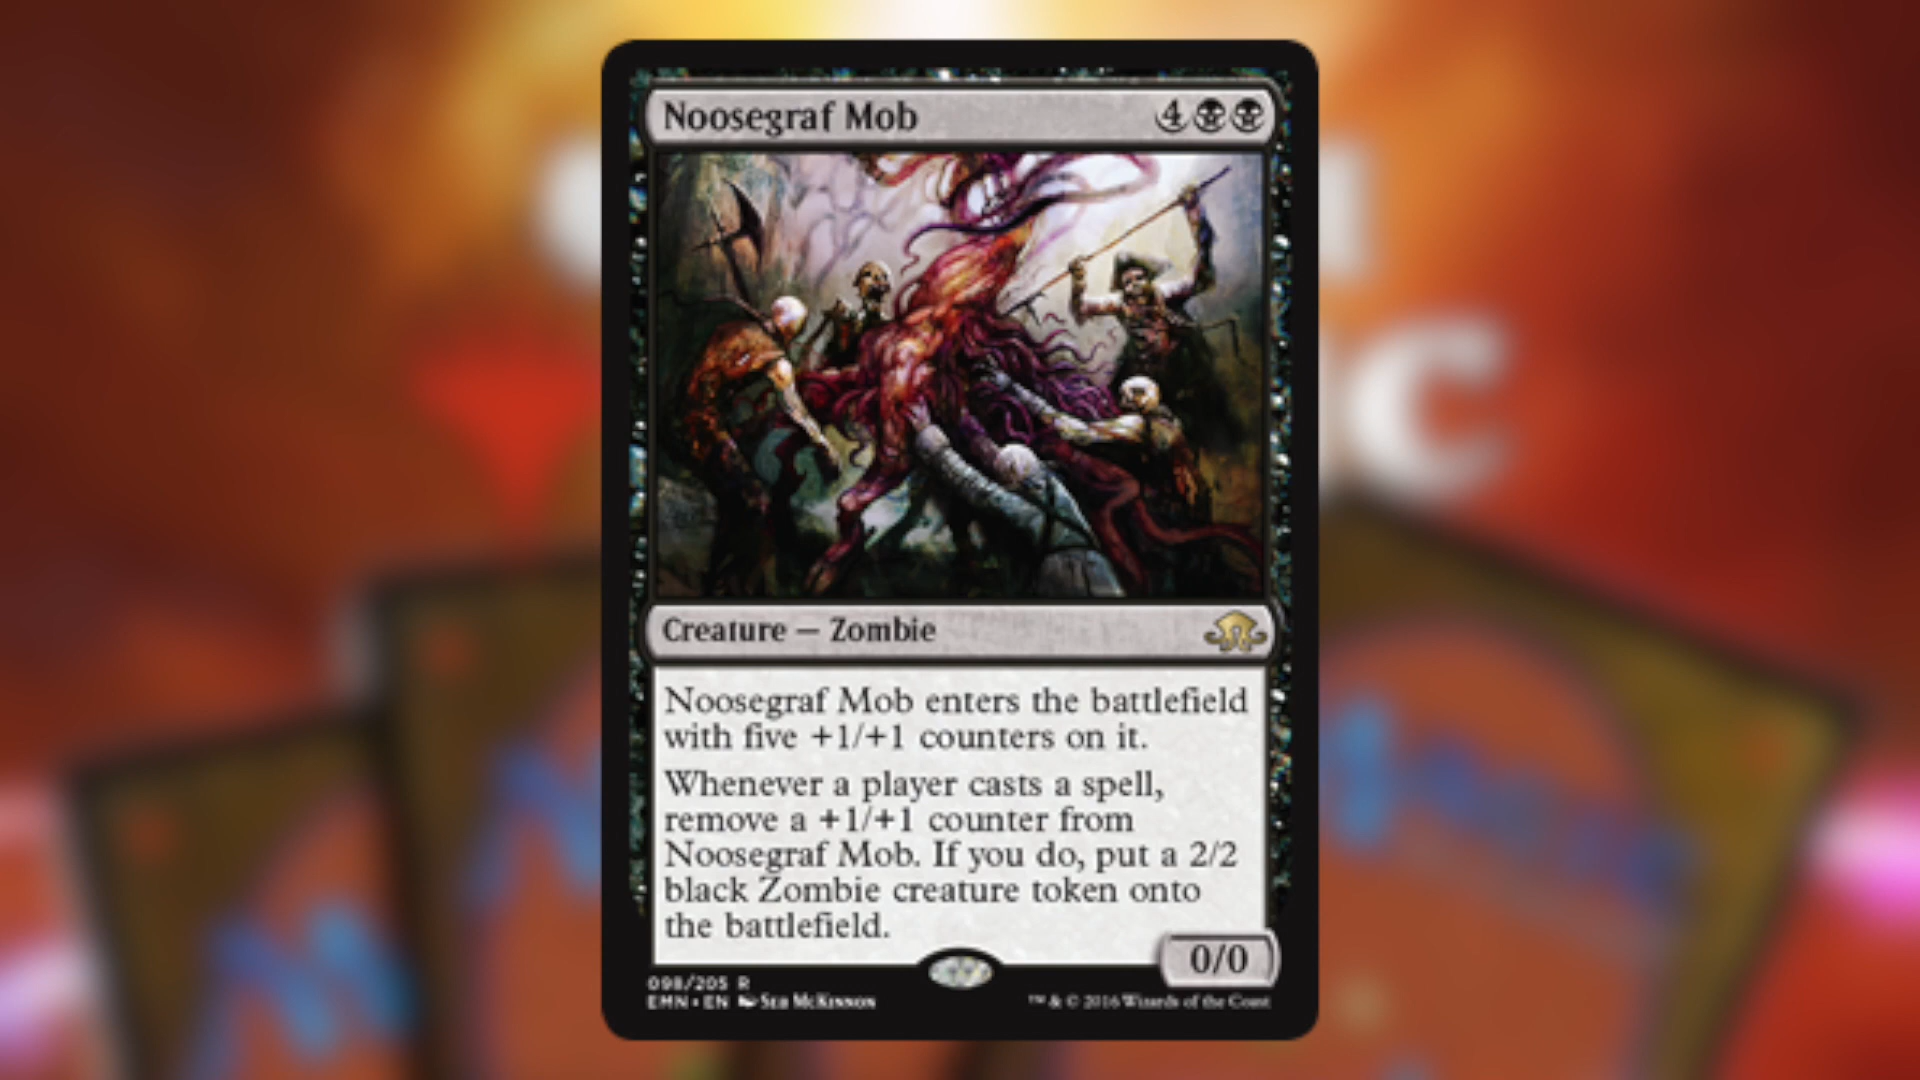 Noosegraf Mob 4
Creature — Zombie
Noosegraf Mob enters the battlefield
with five +1/+1 counters on it.
Whenever a player casts a spell,
remove a +1/+1 counter from
Noosegraf Mob. If you do, put a 2/2
black Zombie creature token onto
the battlefield.
0/0
098/205 R
EMN • EN Seb McKinnon
™ & © 2016 Wizards of the Coast